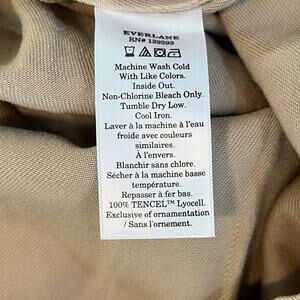 EVERLANE
RN# 139393
Machine Wash Cold
With Like Colors.
Inside Out.
Non-Chlorine Bleach Only.
Tumble Dry Low.
Cool Iron.
Laver à la machine à l'eau
froide avec couleurs
similaires.
À l'envers.
Blanchir sans chlore.
Sécher à la machine basse
température.
Repasser à fer bas.
100% TENCEL™ Lyocell.
Exclusive of ornamentation
/ Sans l'ornement.